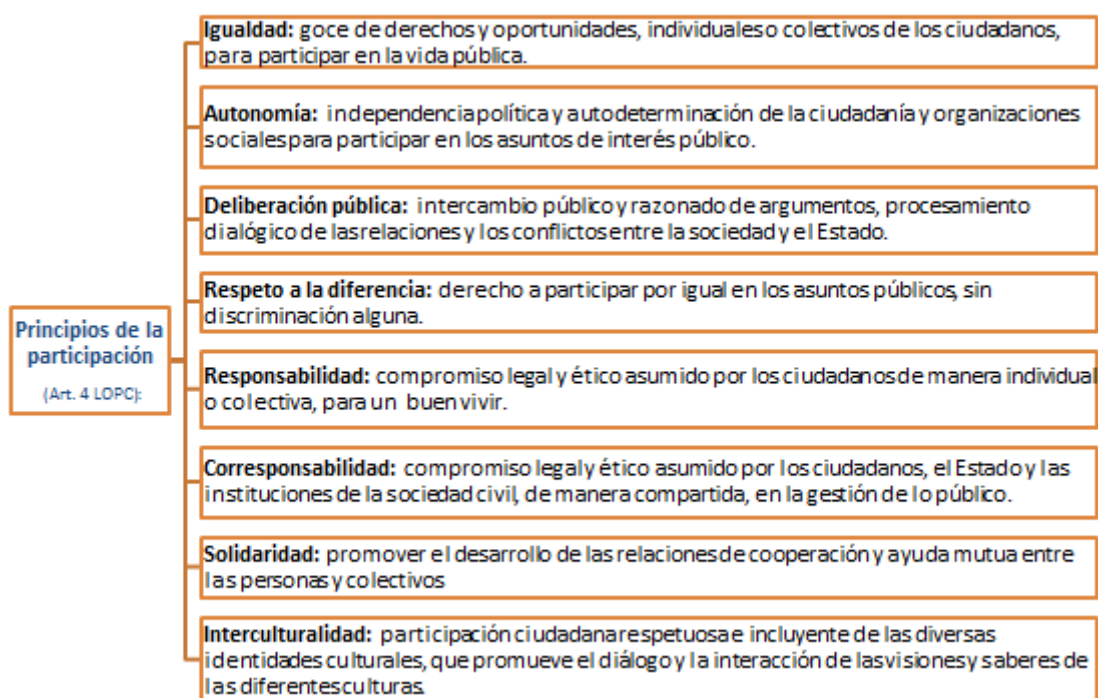 Igualdad: goce de derechos y oportunidades, individuales o colectivos de los ciudadanos,
para participar en la vida pública.
Autonomía: independencia política y autodeterminación de la ciudadanía y organizaciones
sociales para participar en los asuntos de interés público.
Deliberación pública: intercambio público y razonado de argumentos, procesamiento
dialógico de las relaciones y los conflictos entre la sociedad y el Estado.
Respeto a la diferencia: derecho a participar por igual en los asuntos públicos, sin
discriminación alguna.
Principios de la
participación
(Art. 4 LOPC):
Responsabilidad: compromiso legal y ético asumido por los ciudadanos de manera individual
o colectiva, para un buen vivir.
Corresponsabilidad: compromiso legal y ético asumido por los ciudadanos, el Estado y las
instituciones de la sociedad civil, de manera compartida, en la gestión de lo público.
Solidaridad: promover el desarrollo de las relaciones de cooperación y ayuda mutua entre
las personas y colectivos
Interculturalidad: participación ciudadana respetuosa e incluyente de las diversas
identidades culturales, que promueve el diálogo y la interacción de las visiones y saberes de
las diferentes culturas.